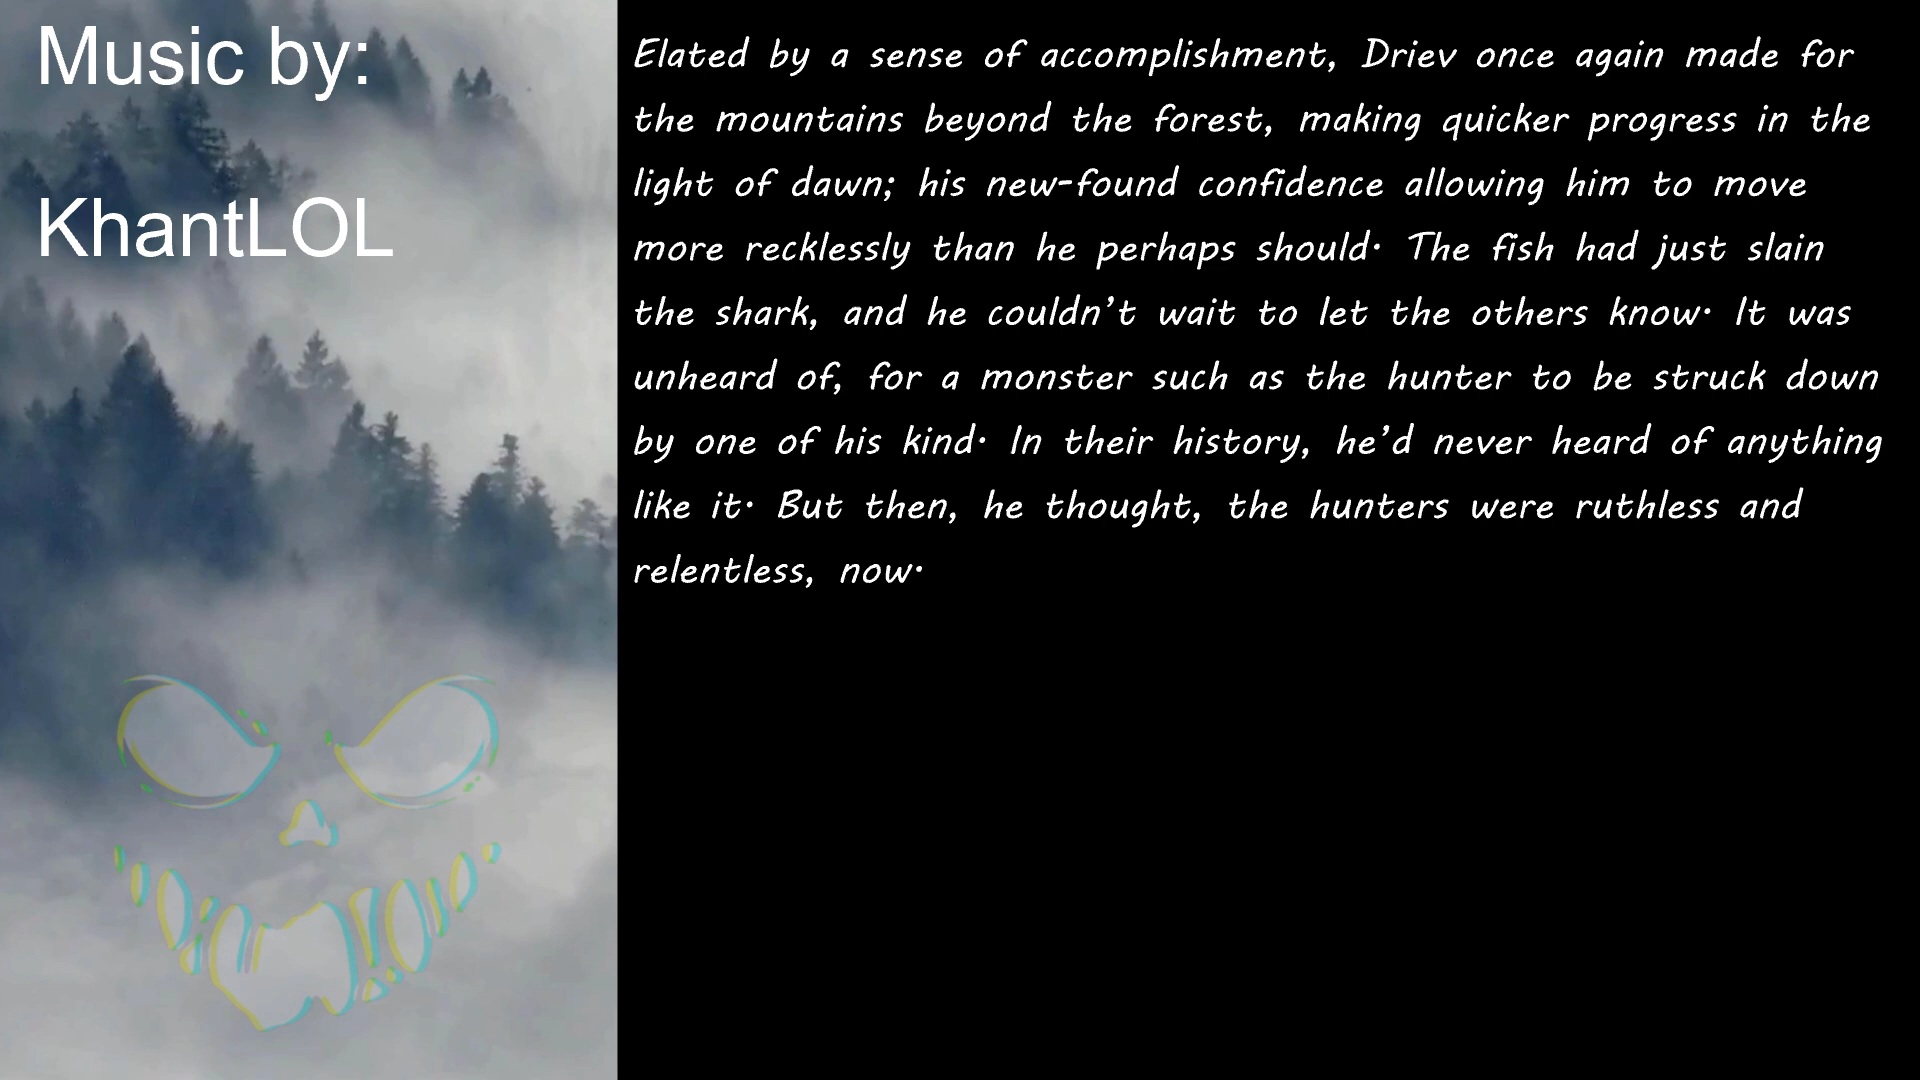 Music by:
KhantLOL
Elated by a sense of accomplishment, Driev once again made for
the mountains beyond the forest, making quicker progress in the
light of dawn; his new-found confidence allowing him to move
more recklessly than he perhaps should. The fish had just slain
the shark, and he couldn't wait to let the others know. It was
unheard of, for a monster such as the hunter to be struck down
by one of his kind. In their history, he'd never heard of anything
like it. But then, he thought, the hunters were ruthless and
relentless, now.